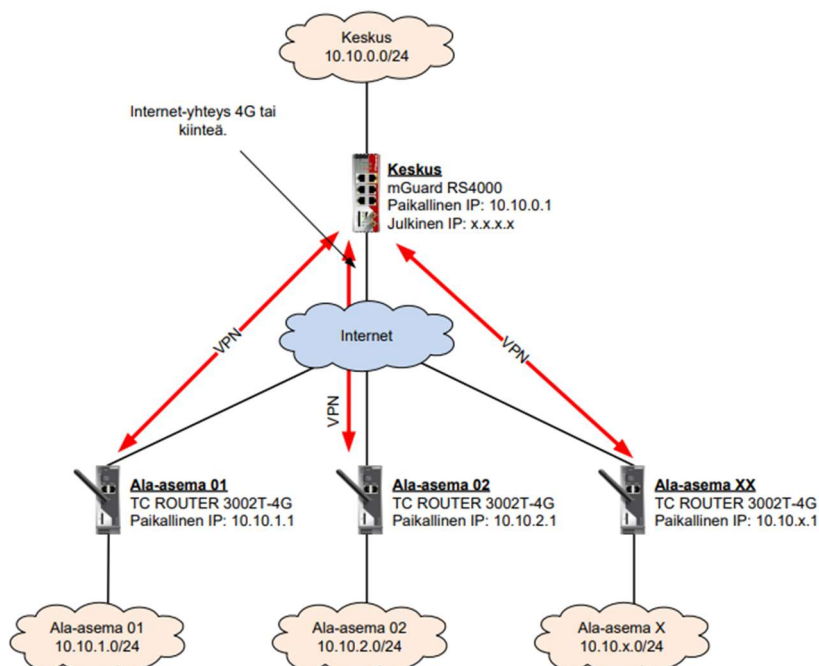 Keskus
10.10.0.0/24
Internet-yhteys 4G tai
kiinteä.
Keskus
mGuard RS4000
Paikallinen IP: 10.10.0.1
Julkinen IP: x.x.x.x
Internet
VPN
VPN
VPN
Ala-asema 01
TC ROUTER 3002T-4G
Paikallinen IP: 10.10.1.1
Ala-asema 02
TC ROUTER 3002T-4G
Paikallinen IP: 10.10.2.1
Ala-asema XX
TC ROUTER 3002T-4G
Paikallinen IP: 10.10.x.1
Ala-asema 01
10.10.1.0/24
Ala-asema 02
10.10.2.0/24
Ala-asema X
10.10.x.0/24